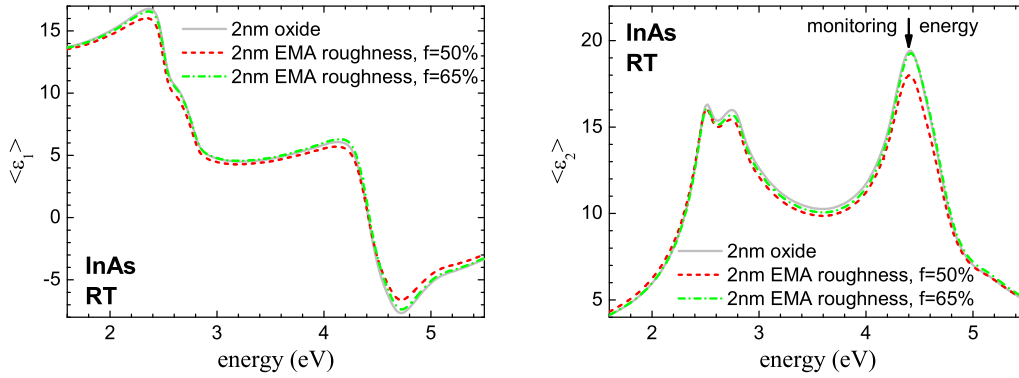 15
10
5
0
-5
<ε₁>
2nm oxide
2nm EMA roughness, f=50%
2nm EMA roughness, f=65%
InAs
RT
2 3 4 5
energy (eV)
20
15
10
5
<ε₂>
InAs
RT
monitoring energy
2nm oxide
2nm EMA roughness, f=50%
2nm EMA roughness, f=65%
2 3 4 5
energy (eV)